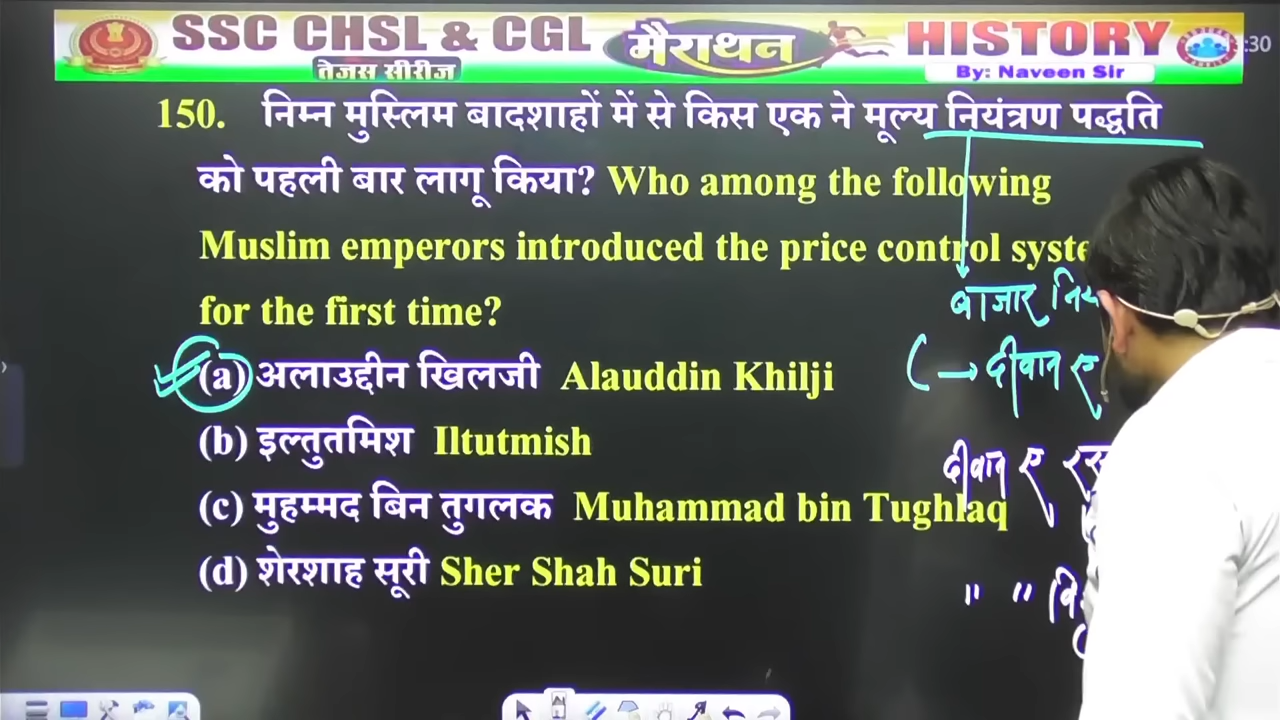 SSC CHSL & CGL मैराथन HISTORY
:30
तेजस सीरीज
By: Naveen Sir
150. निम्न मुस्लिम बादशाहों में से किस एक ने मूल्य नियंत्रण पद्धति
को पहली बार लागू किया? Who among the following
Muslim emperors introduced the price control syste
for the first time?
बाजार
(a) अलाउद्दीन खिलजी Alauddin Khilji
→ दीवान ए
(b) इल्तुतमिश Iltutmish
दीवान ए
(c) मुहम्मद बिन तुगलक Muhammad bin Tughlaq
(d) शेरशाह सूरी Sher Shah Suri
" "